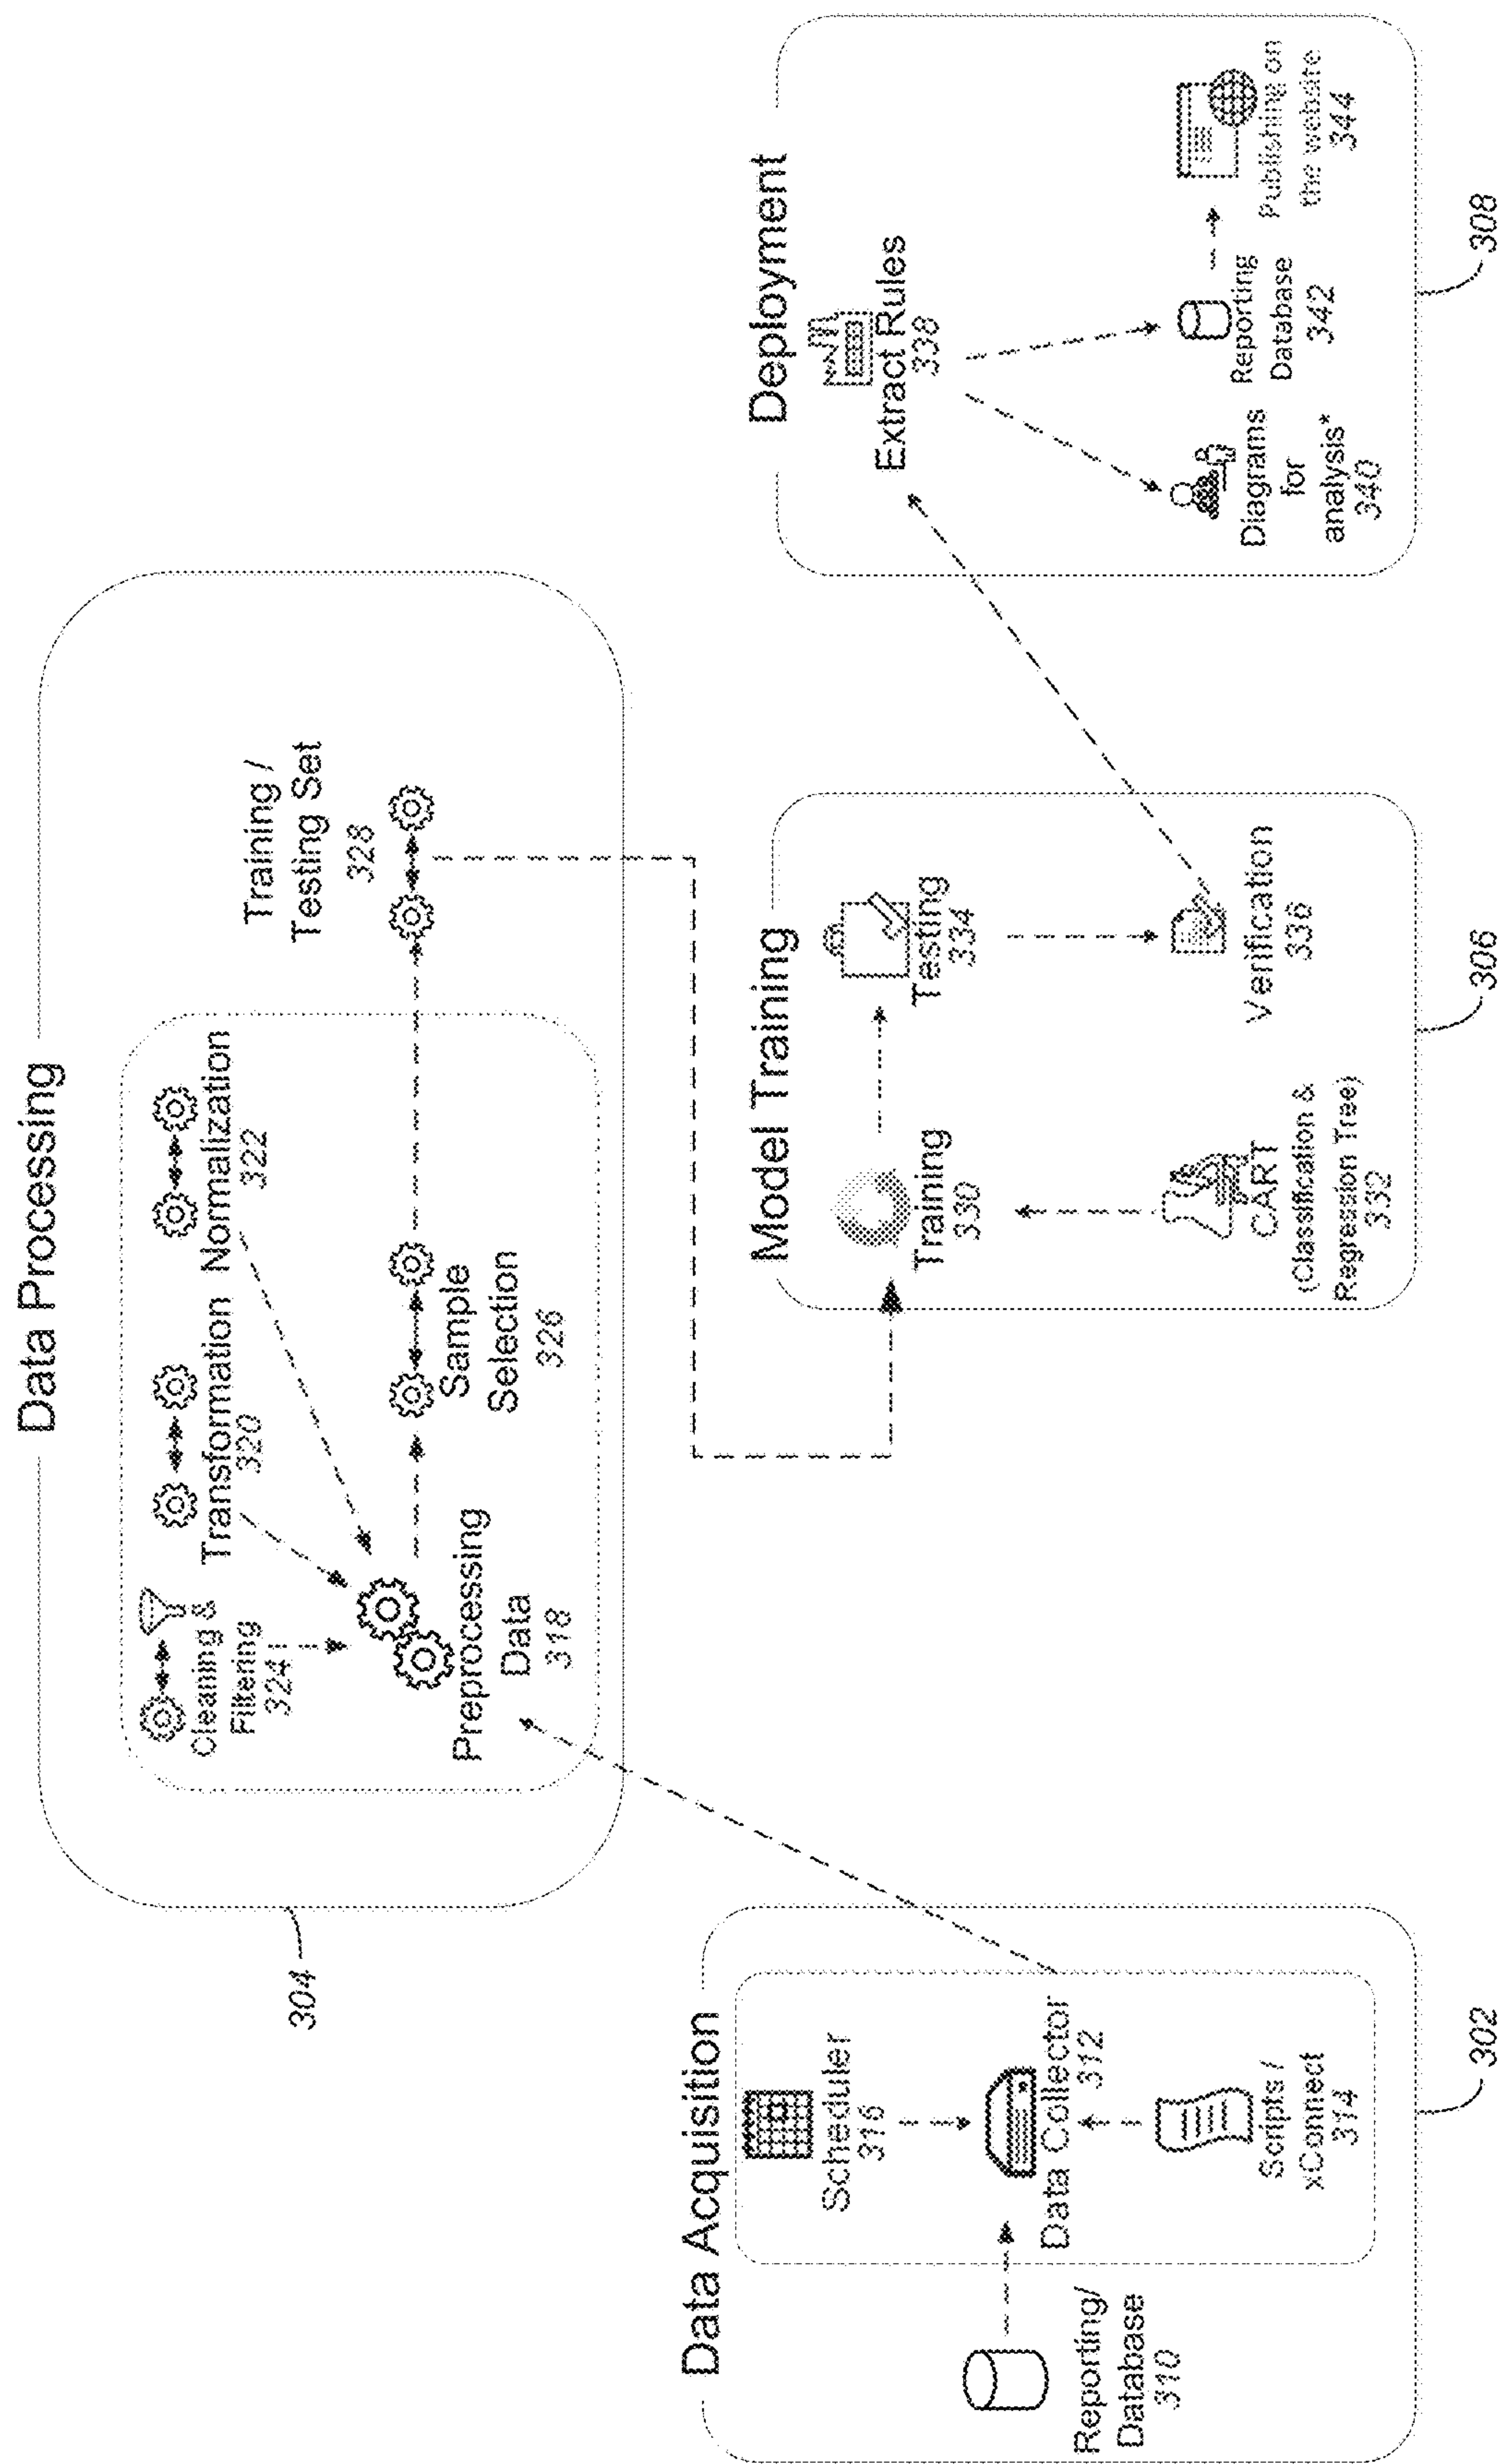 Data Processing
Cleaning &
Filtering
324
Transformation
320
Normalization
322
Preprocessing
Data
318
Sample
Selection
326
Training /
Testing Set
328
304
Data Acquisition
Scheduler
316
Data Collector
312
Scripts /
xConnect
314
Reporting/
Database
310
302
Model Training
Training
330
Testing
334
CART
(Classification &
Regression Tree)
332
Verification
336
306
Deployment
Extract Rules
338
Diagrams
for
analysis*
340
Reporting
Database
342
Publishing on
the website
344
308